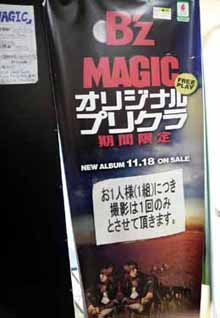 AGIC,
B'z
MAGIC
FREE
PLAY
オリジナル
プリクラ
期間限定
NEW ALBUM 11.18 ON SALE
お1人様(1組)につき
撮影は1回のみ
とさせて頂きます。